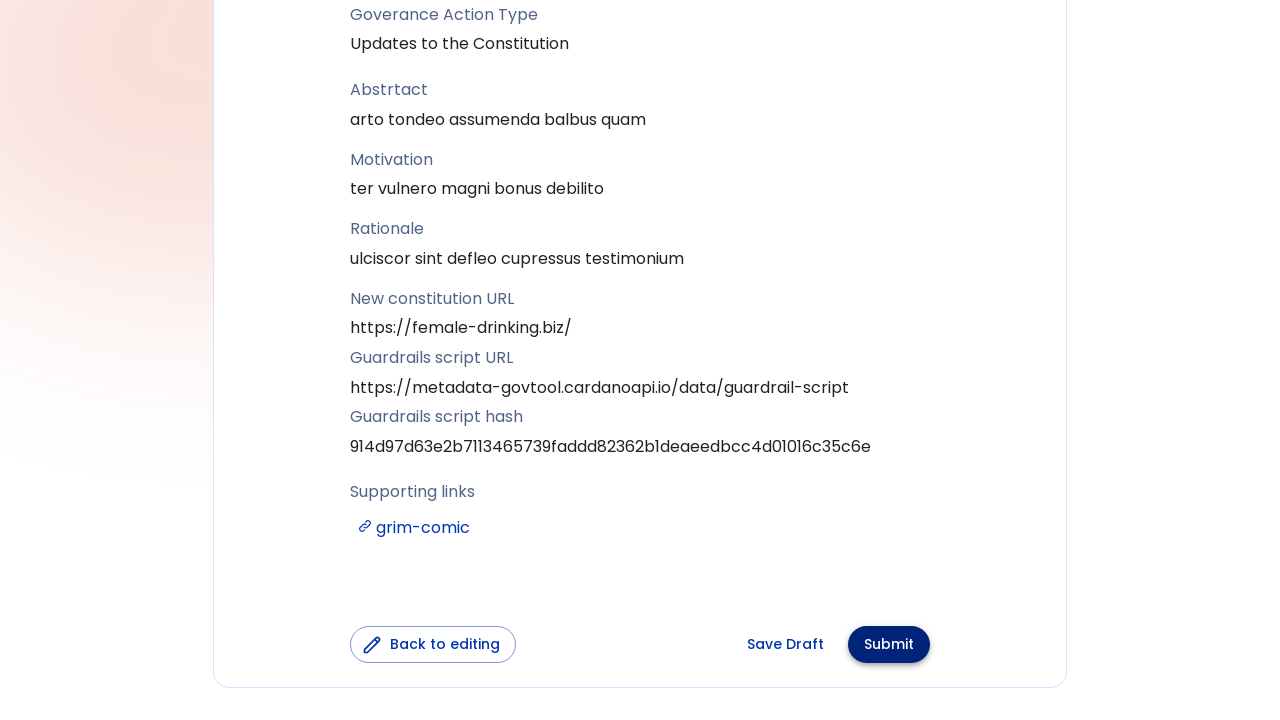 Goverance Action Type
Updates to the Constitution
Abstrtact
arto tondeo assumenda balbus quam
Motivation
ter vulnero magni bonus debilito
Rationale
ulciscor sint defleo cupressus testimonium
New constitution URL
https://female-drinking.biz/
Guardrails script URL
https://metadata-govtool.cardanoapi.io/data/guardrail-script
Guardrails script hash
914d97d63e2b7113465739faddd82362b1deaeedbcc4d01016c35c6e
Supporting links
grim-comic
Back to editing
Save Draft
Submit